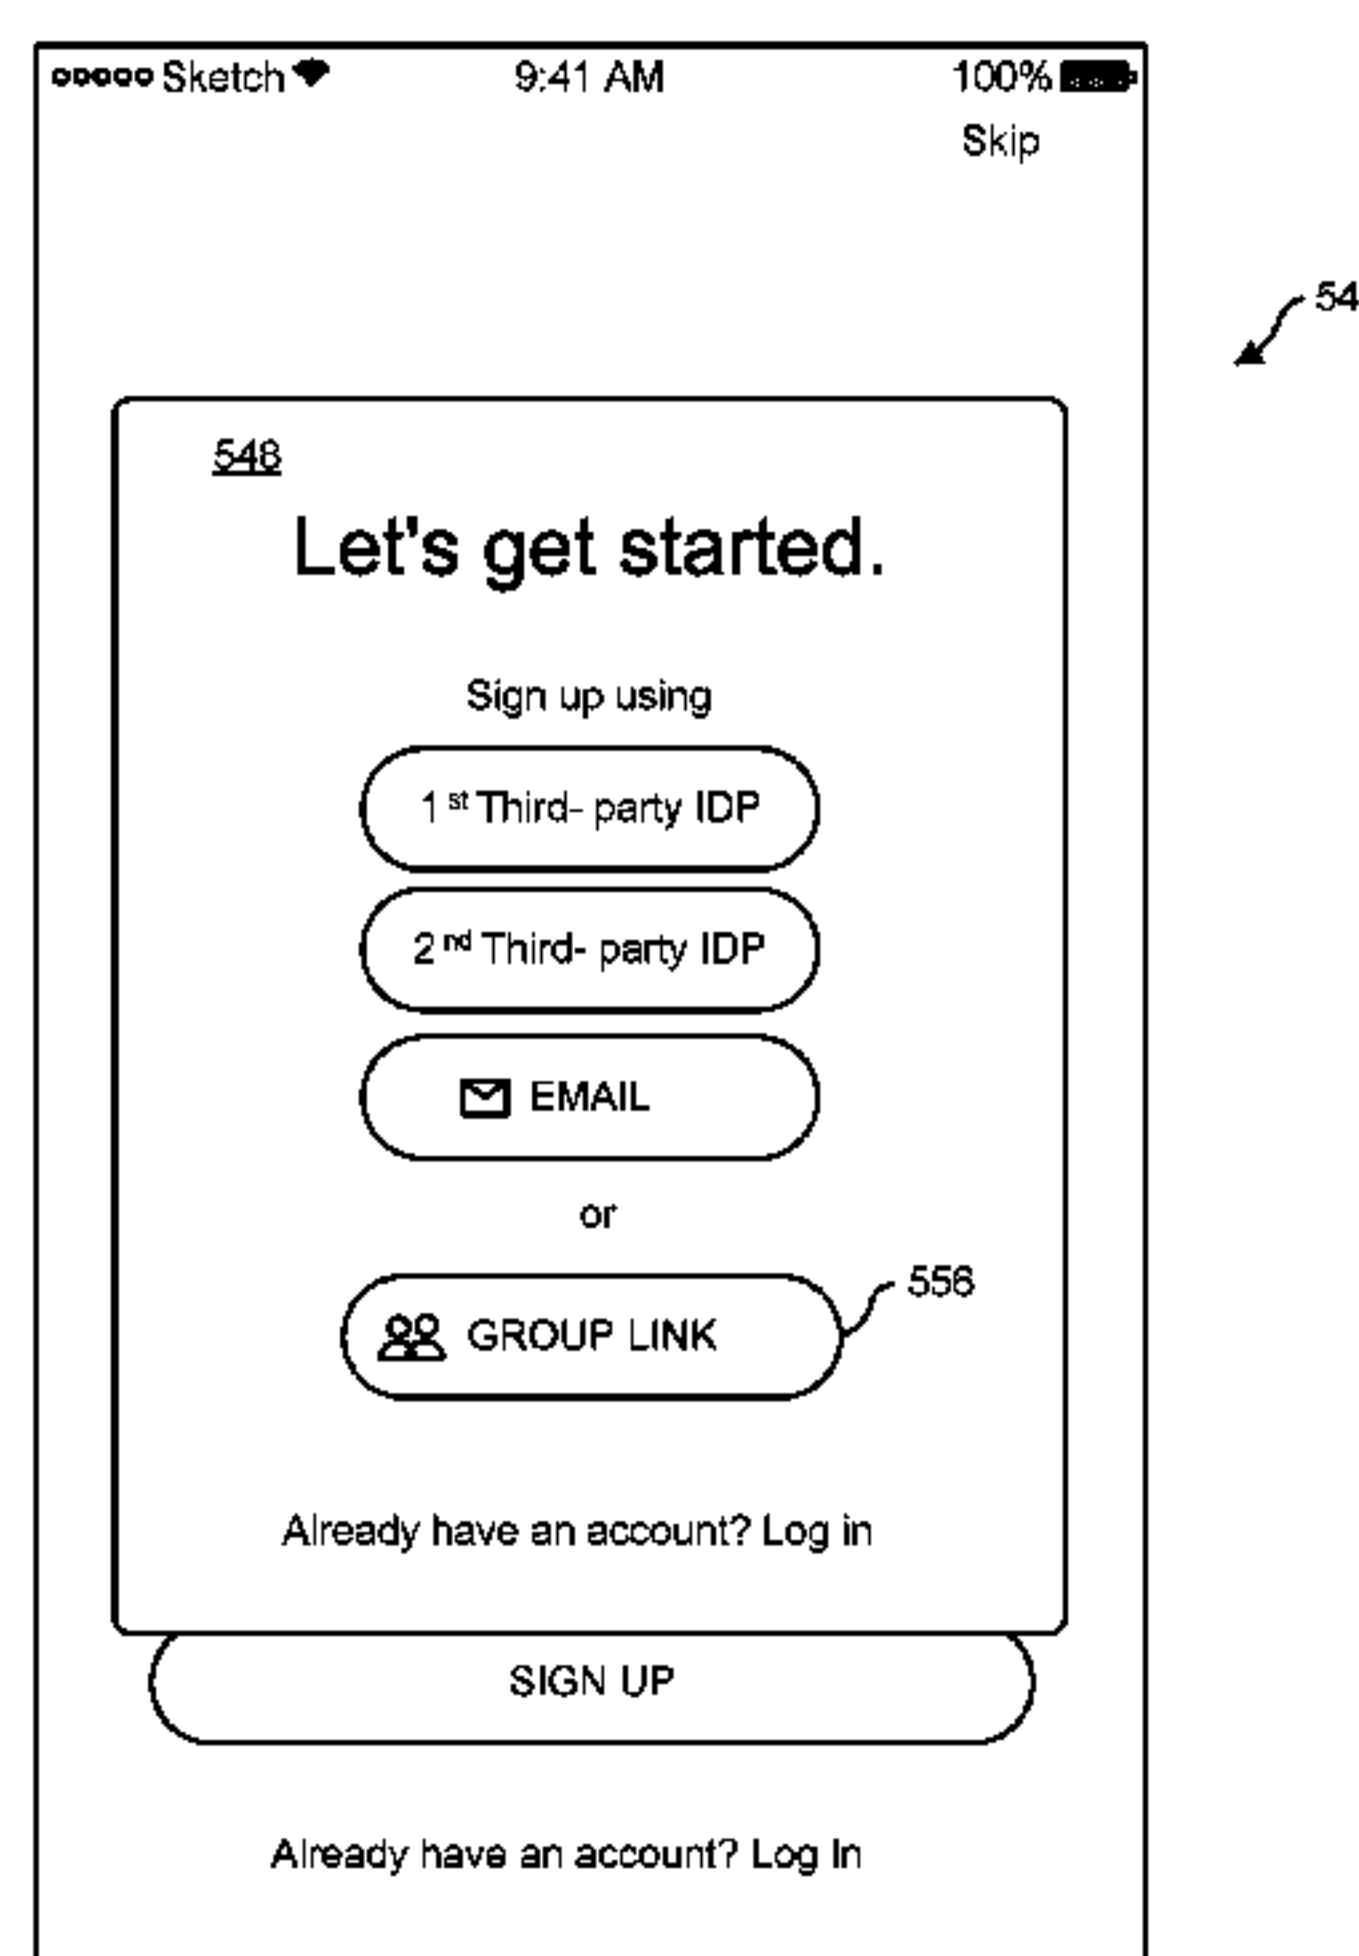 Sketch 9:41 AM 100%
Skip
54
548
Let's get started.
Sign up using
1st Third- party IDP
2nd Third- party IDP
EMAIL
or
556
GROUP LINK
Already have an account? Log in
SIGN UP
Already have an account? Log In